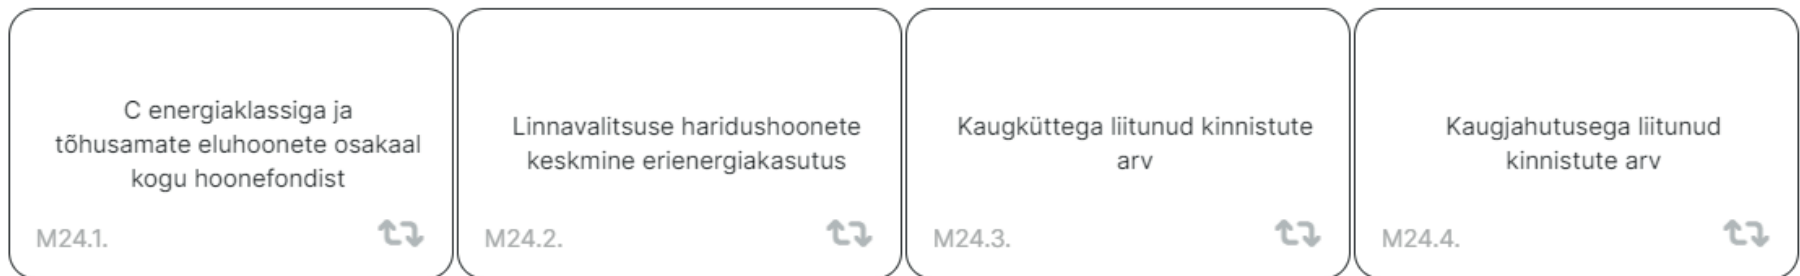 C energiaklassiga ja
tõhusamate eluhoonete osakaal
kogu hoonefondist
M24.1.
Linnavalitsuse haridushoonete
keskmine erienergiakasutus
M24.2.
Kaugküttega liitunud kinnistute
arv
M24.3.
Kaugjahutusega liitunud
kinnistute arv
M24.4.